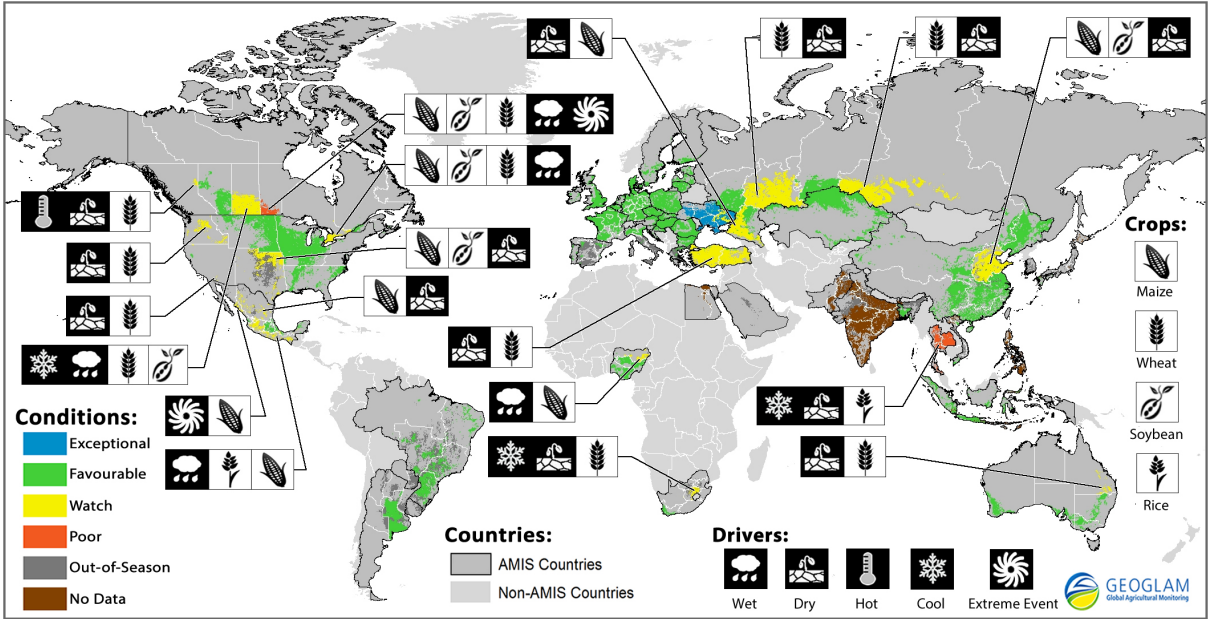 Crops:
Maize
Wheat
Soybean
Rice
Conditions:
Exceptional
Favourable
Watch
Poor
Out-of-Season
No Data
Countries:
AMIS Countries
Non-AMIS Countries
Drivers:
Wet
Dry
Hot
Cool
Extreme Event
GEOGLAM
Global Agricultural Monitoring